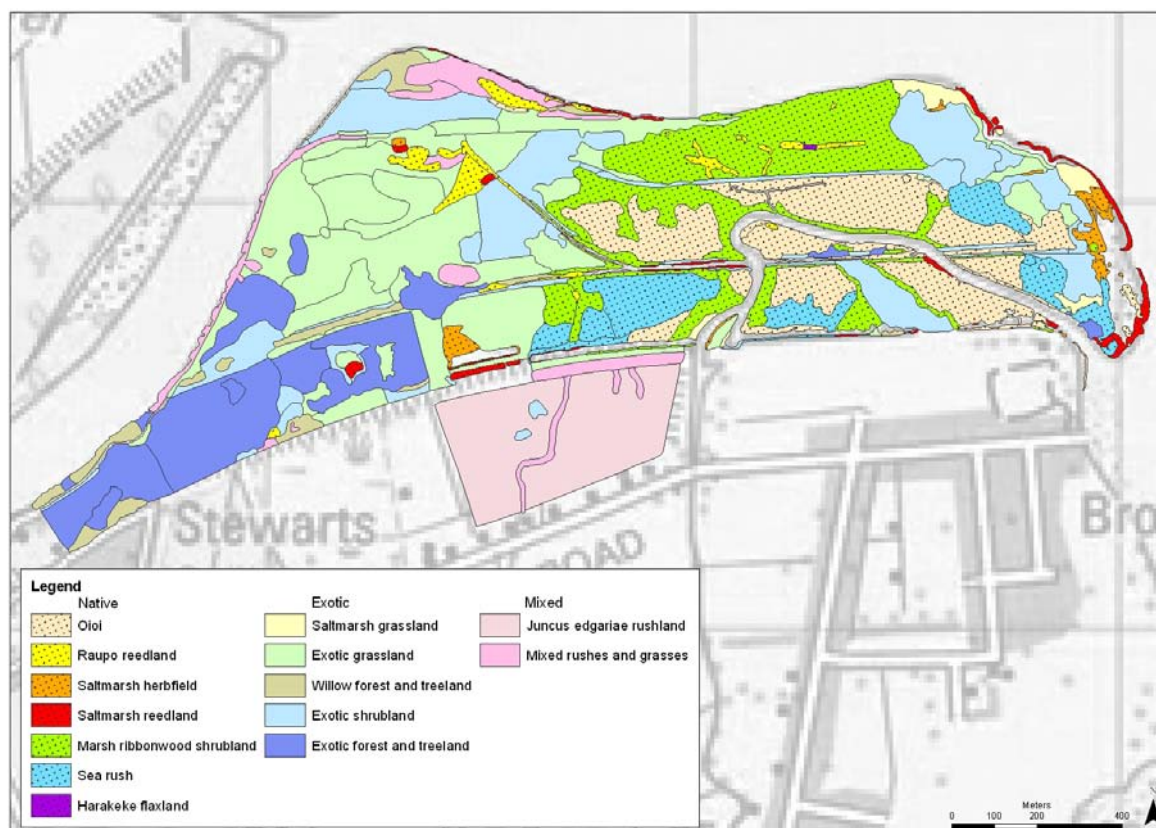 Stewarts
Bro
ROAD
Legend
Native Exotic Mixed
Oioi Saltmarsh grassland Juncus edgariae rushland
Raupo reedland Exotic grassland Mixed rushes and grasses
Saltmarsh herbfield Willow forest and treeland
Saltmarsh reedland Exotic shrubland
Marsh ribbonwood shrubland Exotic forest and treeland
Sea rush
Harakeke flaxland
Meters
0 100 200 400